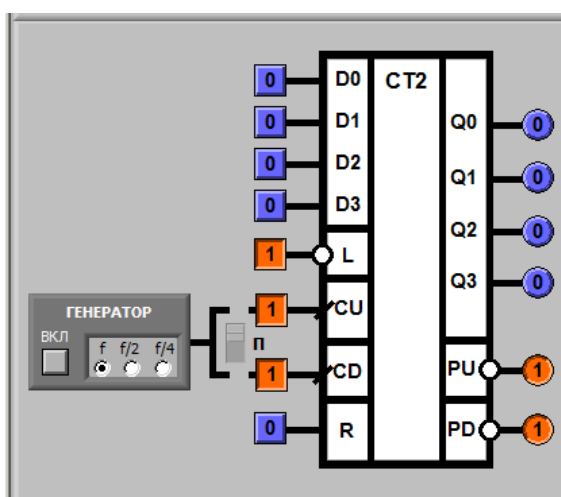 0 D0 CT2
0 D1 Q0 0
0 D2 Q1 0
0 D3 Q2 0
1 L Q3 0
ГЕНЕРАТОР 1 CU
ВКЛ f f/2 f/4 П
1 CD PU 1
0 R PD 1